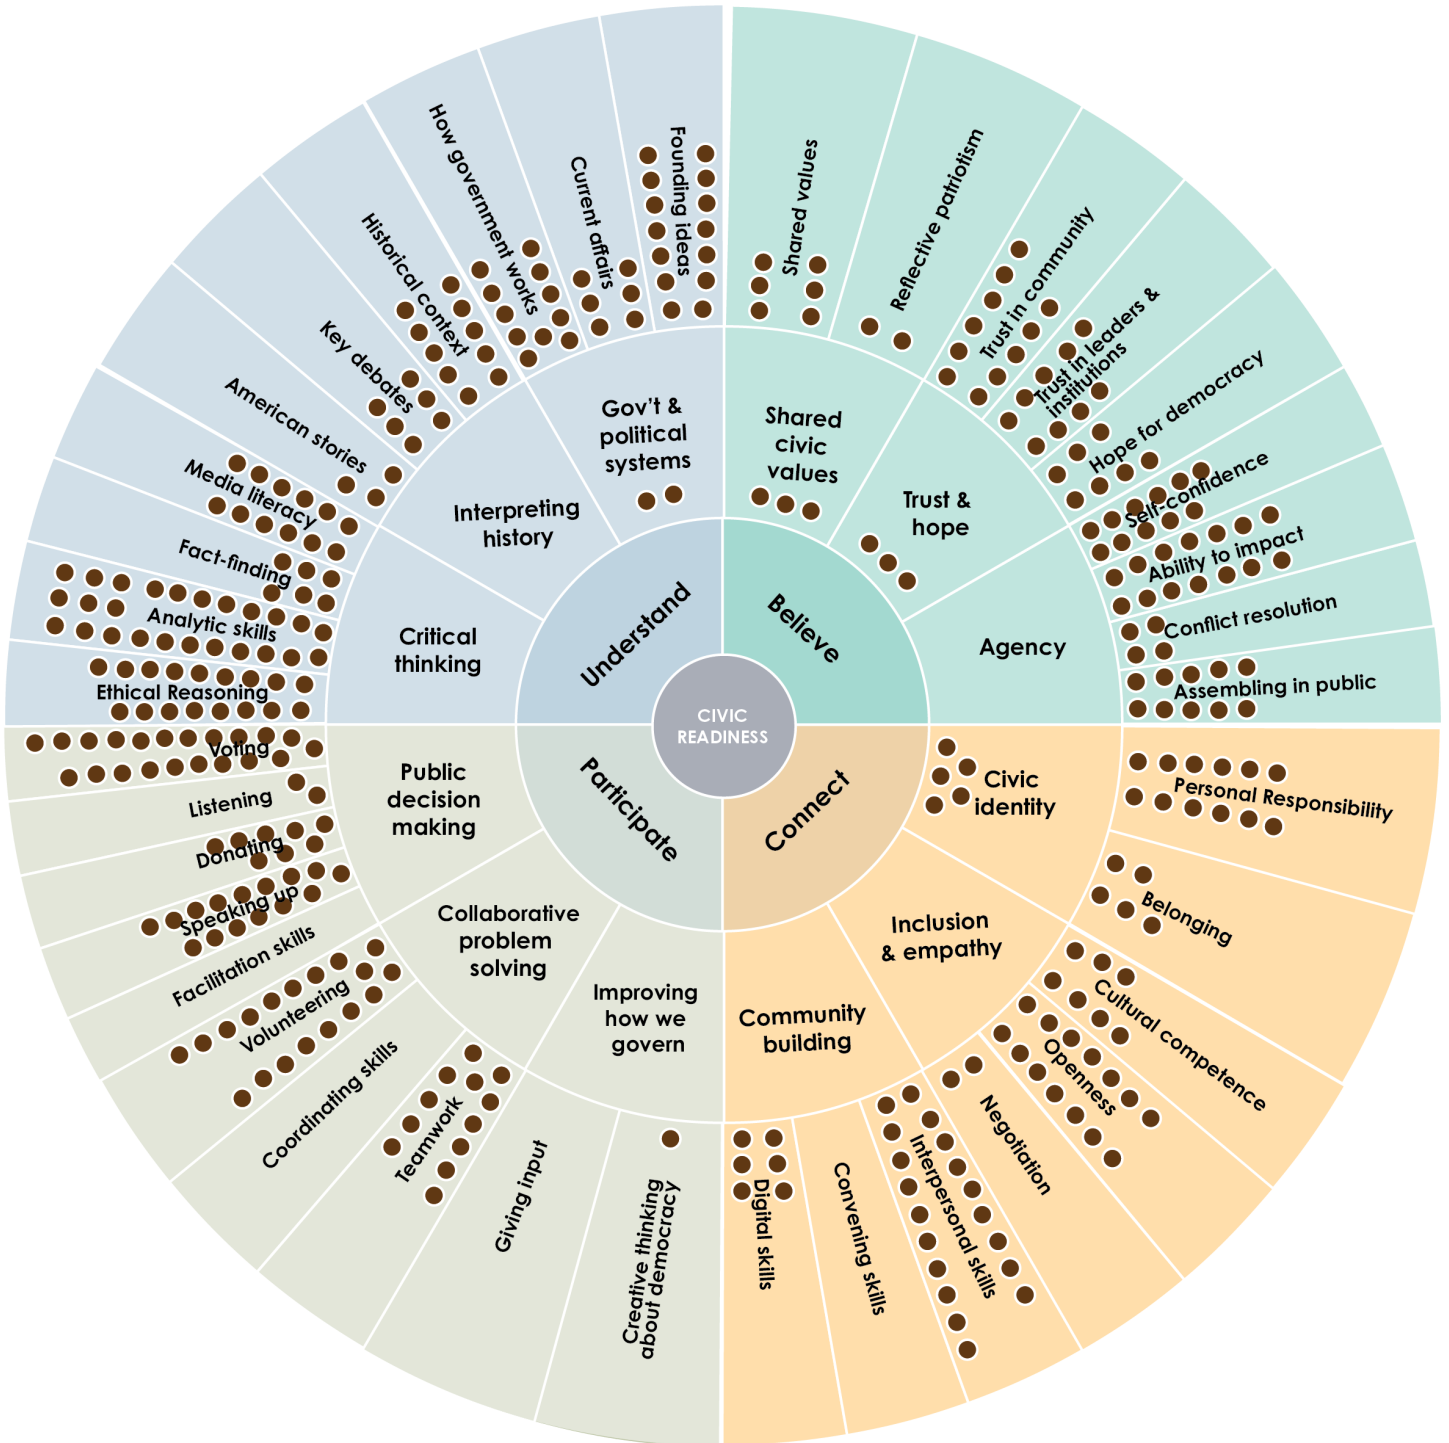 CIVIC
READINESS
Understand
Believe
Connect
Participate
Gov't &
political
systems
Interpreting
history
Critical
thinking
Shared
civic
values
Trust &
hope
Agency
Civic
identity
Inclusion
& empathy
Community
building
Improving
how we
govern
Collaborative
problem
solving
Public
decision
making
Founding ideas
Current affairs
How government works
Historical context
Key debates
American stories
Media literacy
Fact-finding
Analytic skills
Ethical Reasoning
Shared values
Reflective patriotism
Trust in community
Trust in leaders &
institutions
Hope for democracy
Self-confidence
Ability to impact
Conflict resolution
Assembling in public
Personal Responsibility
Belonging
Cultural competence
Openness
Negotiation
Interpersonal skills
Convening skills
Digital skills
Creative thinking
about democracy
Giving input
Teamwork
Coordinating skills
Volunteering
Facilitation skills
Speaking up
Donating
Listening
Voting